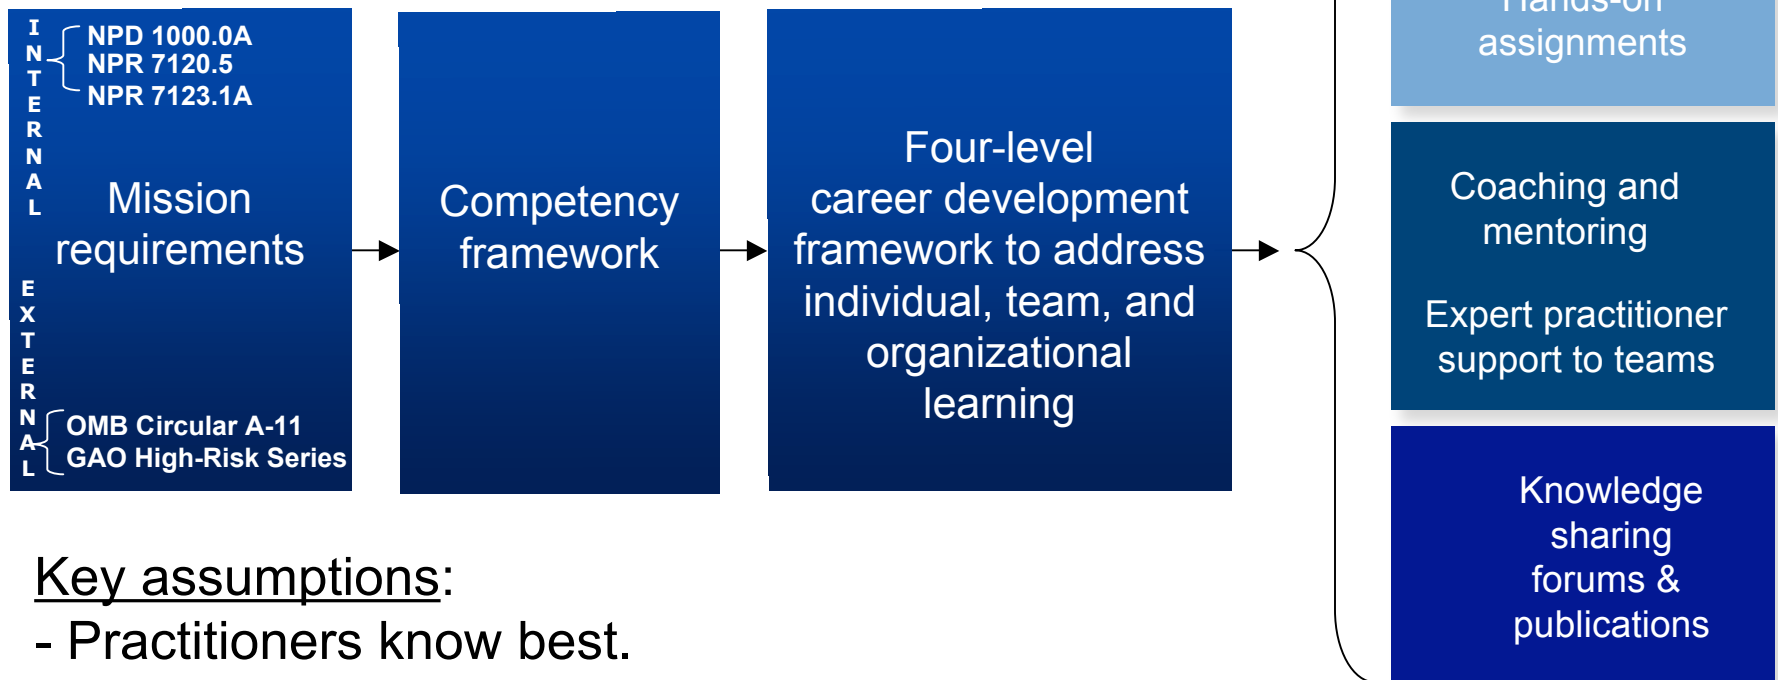 INTERNAL
NPD 1000.0A
NPR 7120.5
NPR 7123.1A
Mission
requirements
EXTERNAL
OMB Circular A-11
GAO High-Risk Series
Competency
framework
Four-level
career development
framework to address
individual, team, and
organizational
learning
Hands-on
assignments
Coaching and
mentoring
Expert practitioner
support to teams
Knowledge
sharing
forums &
publications
Key assumptions:
- Practitioners know best.